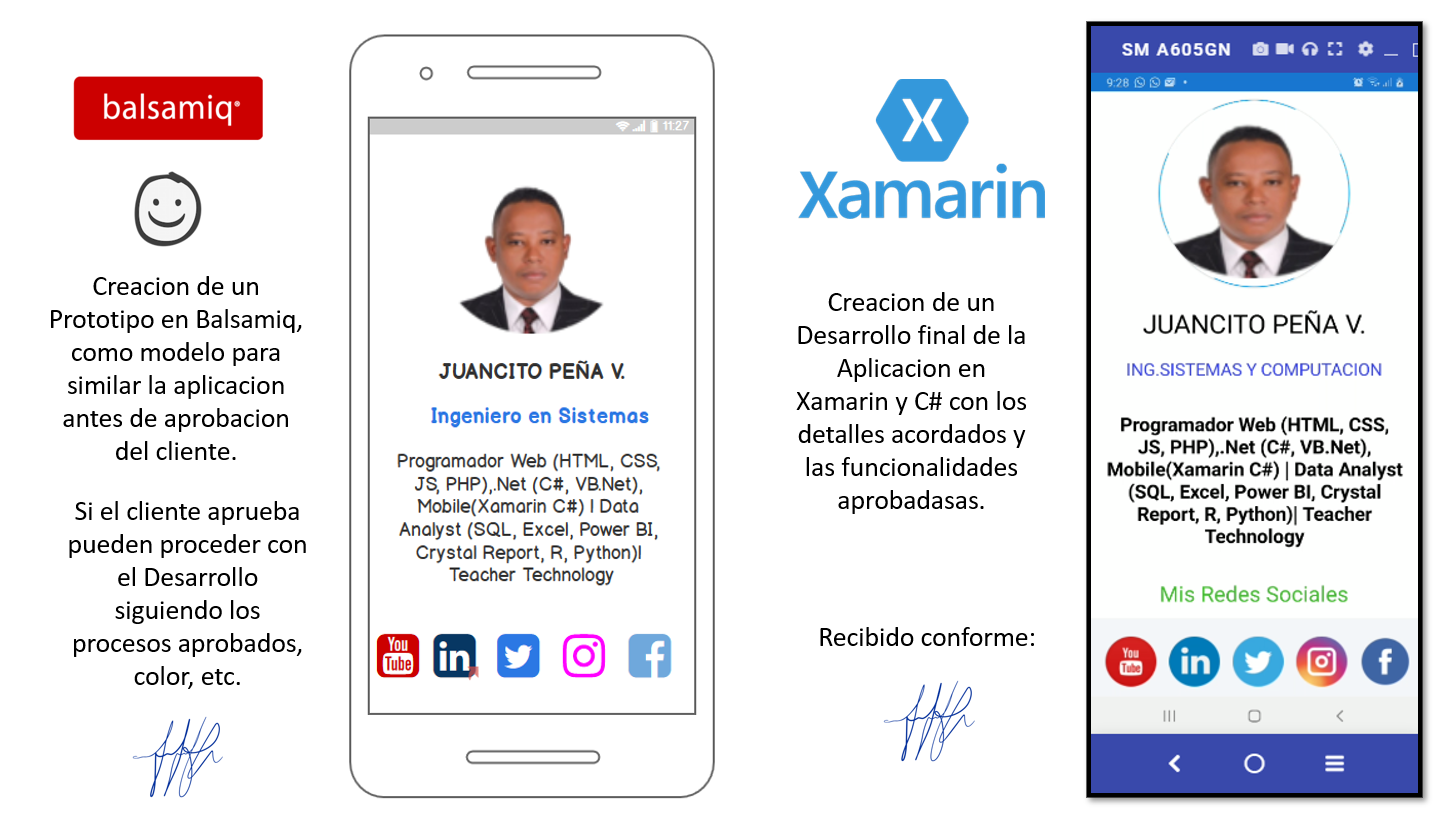 balsamiq®
Creacion de un
Prototipo en Balsamiq,
como modelo para
similar la aplicacion
antes de aprobacion
del cliente.
Si el cliente aprueba
pueden proceder con
el Desarrollo
siguiendo los
procesos aprobados,
color, etc.
11:27
JUANCITO PEÑA V.
Ingeniero en Sistemas
Programador Web (HTML, CSS,
JS, PHP),.Net (C#, VB.Net),
Mobile(Xamarin C#) | Data
Analyst (SQL, Excel, Power BI,
Crystal Report, R, Python)|
Teacher Technology
You
Tube
in
f
X
Xamarin
Creacion de un
Desarrollo final de la
Aplicacion en
Xamarin y C# con los
detalles acordados y
las funcionalidades
aprobadasas.
Recibido conforme:
SM A605GN
9:28
JUANCITO PEÑA V.
ING.SISTEMAS Y COMPUTACION
Programador Web (HTML, CSS,
JS, PHP),.Net (C#, VB.Net),
Mobile(Xamarin C#) | Data Analyst
(SQL, Excel, Power BI, Crystal
Report, R, Python)| Teacher
Technology
Mis Redes Sociales
You
Tube
in
f